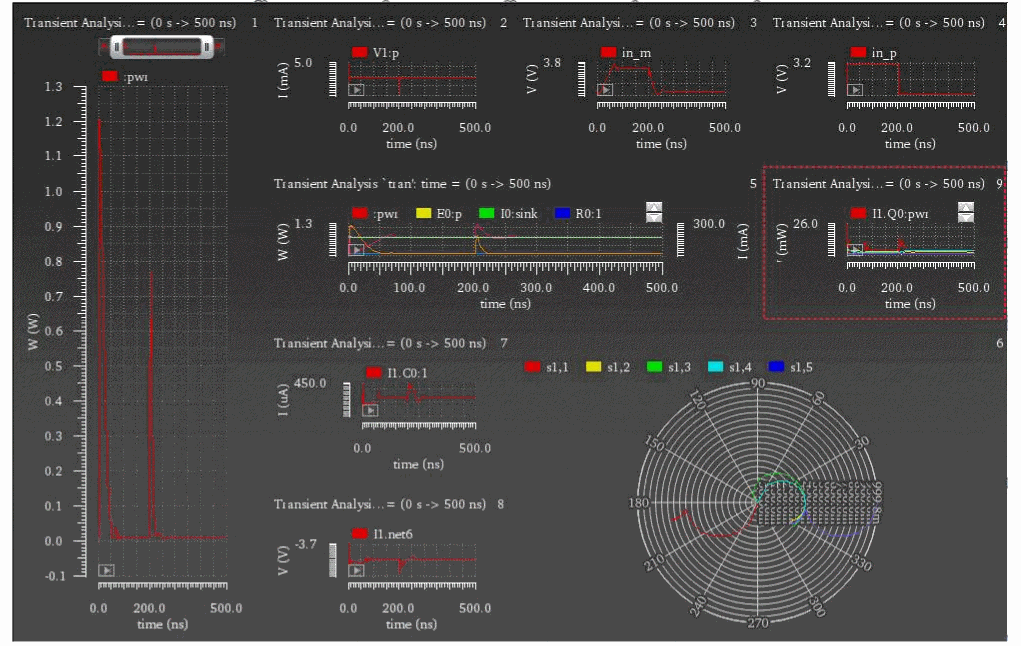 Transient Analysi... = (0 s -> 500 ns) 1
:pwr
1.3
1.2
1.1
1.0
0.9
0.8
0.7
0.6
0.5
0.4
0.3
0.2
0.1
0.0
-0.1
W (W)
0.0 200.0 500.0
time (ns)
Transient Analysi... = (0 s -> 500 ns) 2
V1:p
5.0
I (mA)
0.0 200.0 500.0
time (ns)
Transient Analysi... = (0 s -> 500 ns) 3
in_m
3.8
V (V)
0.0 200.0 500.0
time (ns)
Transient Analysi... = (0 s -> 500 ns) 4
in_p
3.2
V (V)
0.0 200.0 500.0
time (ns)
Transient Analysis `tran': time = (0 s -> 500 ns) 5
:pwr E0:p I0:sink R0:1
1.3
W (W)
300.0
I (mA)
0.0 100.0 200.0 300.0 400.0 500.0
time (ns)
Transient Analysi... = (0 s -> 500 ns) 9
I1.Q0:pwr
26.0
(mW)
0.0 200.0 500.0
time (ns)
Transient Analysi... = (0 s -> 500 ns) 7
I1.C0:1
450.0
I (uA)
0.0 500.0
time (ns)
6
s1,1 s1,2 s1,3 s1,4 s1,5
90
120 60
150 30
180
210 330
240 300
270
Transient Analysi... = (0 s -> 500 ns) 8
I1.net6
-3.7
V (V)
0.0 200.0 500.0
time (ns)